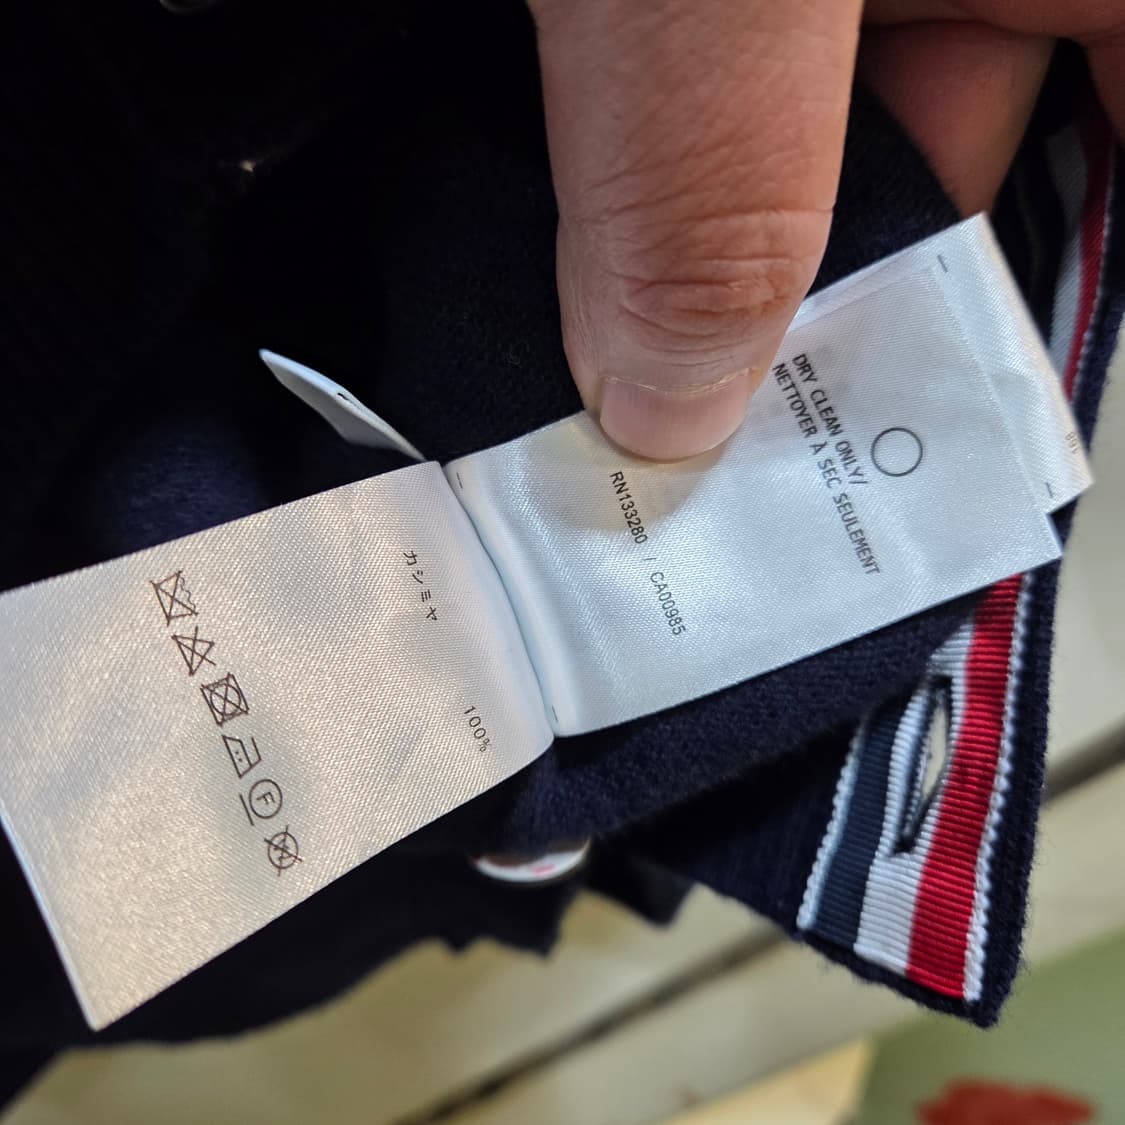 カシミヤ 100%
F
DRY CLEAN ONLY/
NETTOYER À SEC SEULEMENT
RN133280 / CA00985